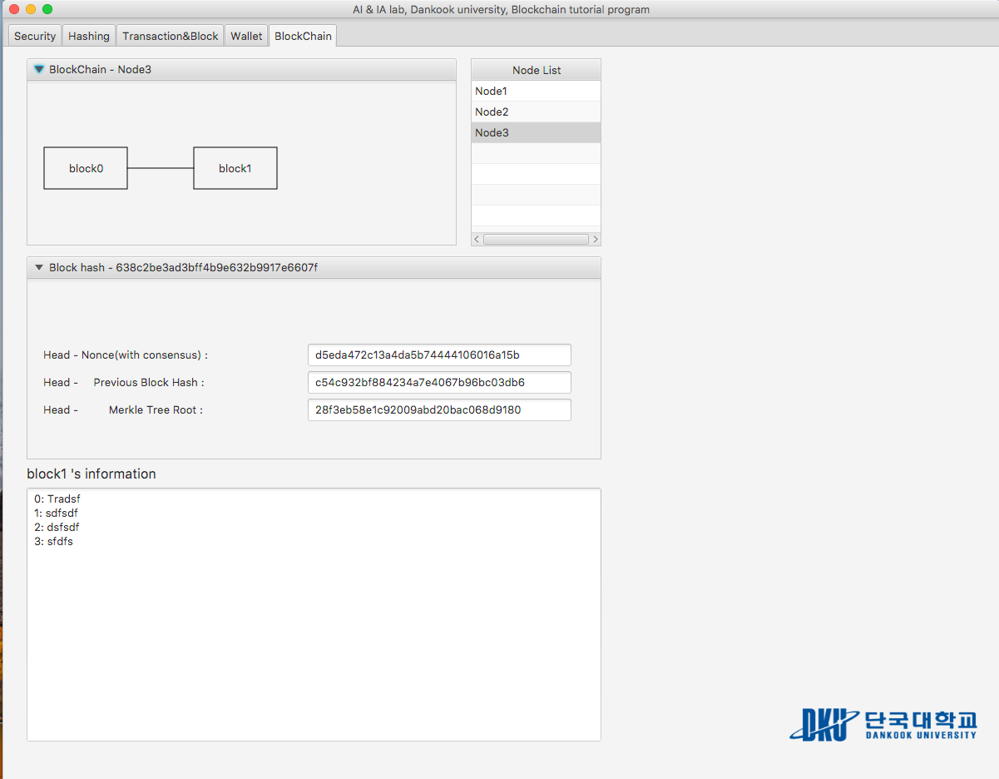 AI & IA lab, Dankook university, Blockchain tutorial program
Security Hashing Transaction&Block Wallet BlockChain
BlockChain - Node3
block0 block1
Node List
Node1
Node2
Node3
Block hash - 638c2be3ad3bff4b9e632b9917e6607f
Head - Nonce(with consensus) : d5eda472c13a4da5b74444106016a15b
Head - Previous Block Hash : c54c932bf884234a7e4067b96bc03db6
Head - Merkle Tree Root : 28f3eb58e1c92009abd20bac068d9180
block1 's information
0: Tradsf
1: sdfsdf
2: dsfsdf
3: sfdfs
DKU 단국대학교
DANKOOK UNIVERSITY